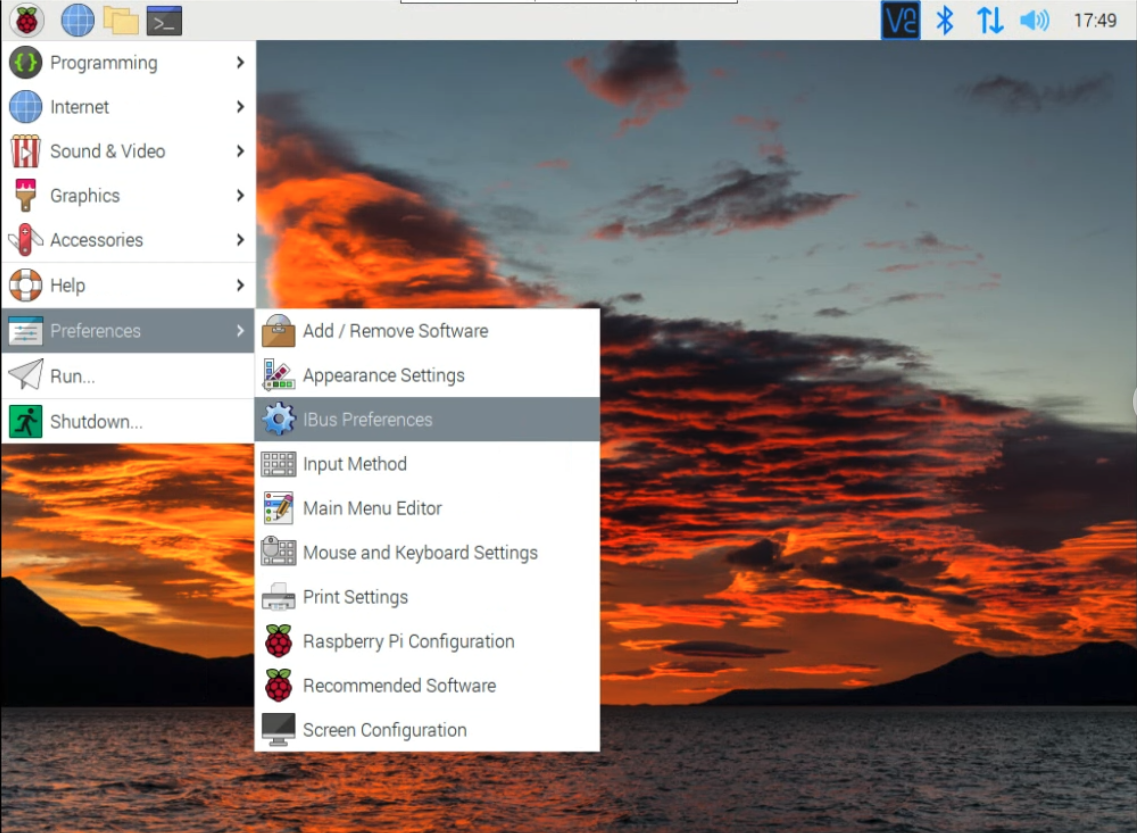 V2 17:49
Programming
Internet
Sound & Video
Graphics
Accessories
Help
Preferences
Run...
Shutdown...
Add / Remove Software
Appearance Settings
IBus Preferences
Input Method
Main Menu Editor
Mouse and Keyboard Settings
Print Settings
Raspberry Pi Configuration
Recommended Software
Screen Configuration